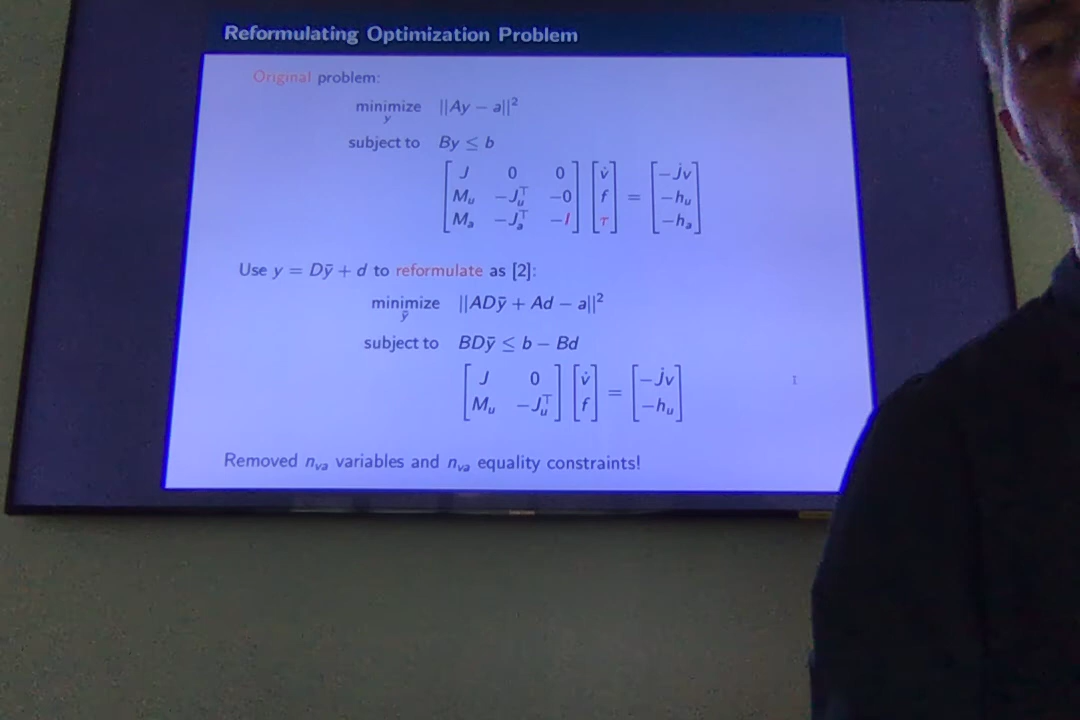 Reformulating Optimization Problem
Original problem:
minimize ||Ay − a||²
y
subject to By ≤ b
[J 0 0; M_u −J_u^⊤ −0; M_a −J_a^⊤ −I] [v̇; f; τ] = [−J̇v; −h_u; −h_a]
Use y = Dȳ + d to reformulate as [2]:
minimize ||ADȳ + Ad − a||²
ȳ
subject to BDȳ ≤ b − Bd
[J 0; M_u −J_u^⊤] [v̇; f] = [−J̇v; −h_u]
Removed n_va variables and n_va equality constraints!